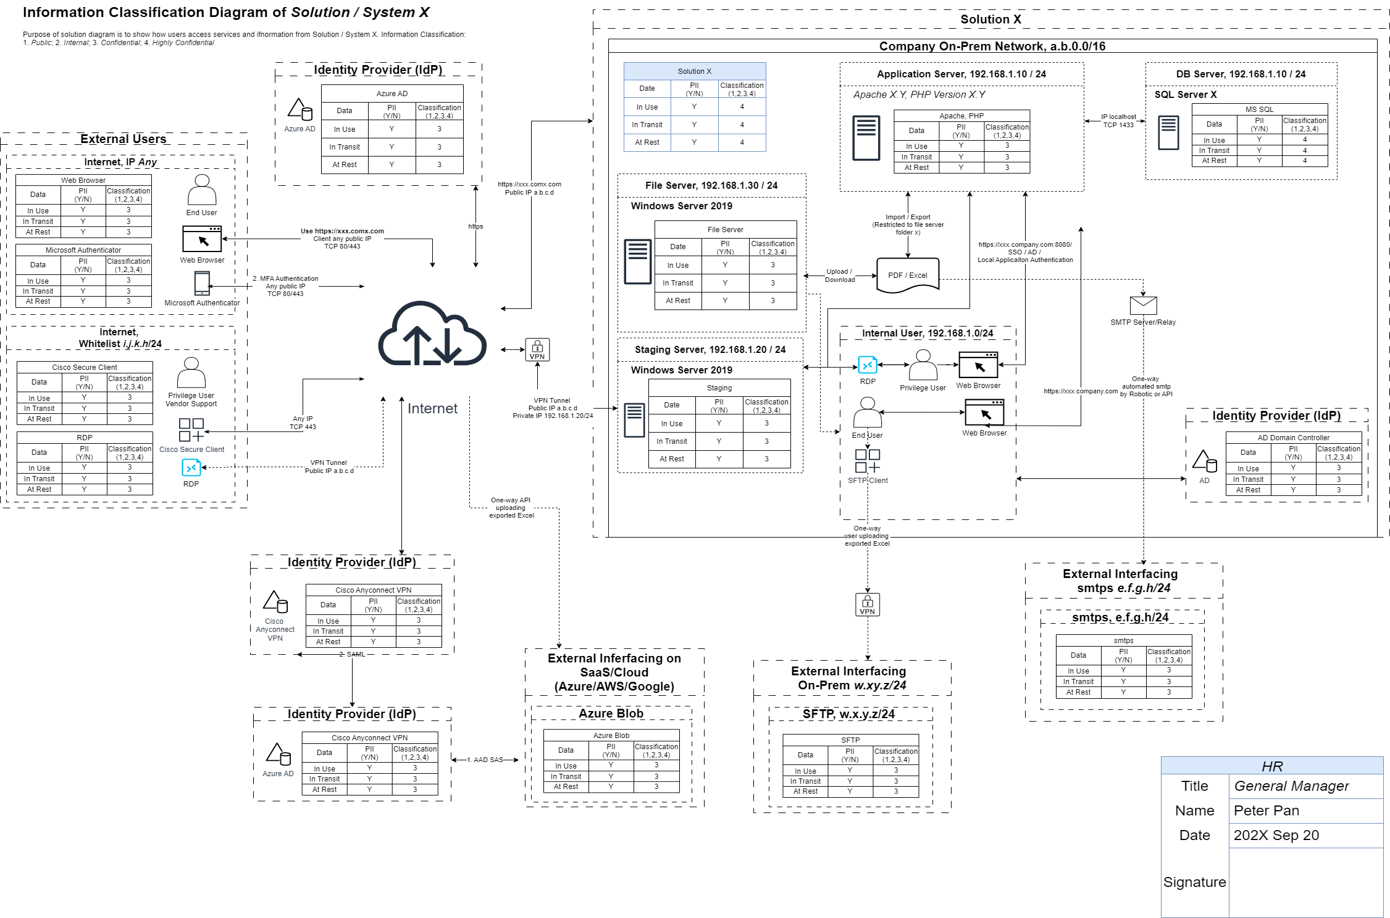 Information Classification Diagram of Solution / System X
Purpose of solution diagram is to show how users access services and ifnormation from Solution / System X. Information Classification:
1. Public; 2. Internal; 3. Confidential; 4. Highly Confidential
External Users
Internet, IP Any
Web Browser
Data PII (Y/N) Classification (1,2,3,4)
In Use Y 3
In Transit Y 3
At Rest Y 3
Microsoft Authenticator
Data PII (Y/N) Classification (1,2,3,4)
In Use Y 3
In Transit Y 3
At Rest Y 3
End User
Web Browser
Microsoft Authenticator
Internet,
Whitelist i.j.k.h/24
Cisco Secure Client
Data PII (Y/N) Classification (1,2,3,4)
In Use Y 3
In Transit Y 3
At Rest Y 3
RDP
Data PII (Y/N) Classification (1,2,3,4)
In Use Y 3
In Transit Y 3
At Rest Y 3
Privilege User
Vendor Support
Cisco Secure Client
RDP
Identity Provider (IdP)
Azure AD
Azure AD
Data PII (Y/N) Classification (1,2,3,4)
In Use Y 3
In Transit Y 3
At Rest Y 3
Use https://xxx.comx.com
Client any public IP
TCP 80/443
2. MFA Authentication
Any public IP
TCP 80/443
Any IP
TCP 443
VPN Tunnel
Public IP a.b.c.d
https
https://xxx.comx.com
Public IP a.b.c.d
Internet
VPN
VPN Tunnel
Public IP a.b.c.d
Private IP 192.168.1.20/24
One-way API
uploading
exported Excel
Identity Provider (IdP)
Cisco
Anyconnect
VPN
Cisco Anyconnect VPN
Data PII (Y/N) Classification (1,2,3,4)
In Use Y 3
In Transit Y 3
At Rest Y 3
2. SAML
Identity Provider (IdP)
Azure AD
Cisco Anyconnect VPN
Data PII (Y/N) Classification (1,2,3,4)
In Use Y 3
In Transit Y 3
At Rest Y 3
1. AAD SAS
External Inferfacing on
SaaS/Cloud
(Azure/AWS/Google)
Azure Blob
Azure Blob
Data PII (Y/N) Classification (1,2,3,4)
In Use Y 3
In Transit Y 3
At Rest Y 3
Solution X
Company On-Prem Network, a.b.0.0/16
Solution X
Date PII (Y/N) Classification (1,2,3,4)
In Use Y 4
In Transit Y 4
At Rest Y 4
Application Server, 192.168.1.10 / 24
Apache X.Y, PHP Version X.Y
Apache, PHP
Data PII (Y/N) Classification (1,2,3,4)
In Use Y 3
In Transit Y 3
At Rest Y 3
IP localhost
TCP 1433
DB Server, 192.168.1.10 / 24
SQL Server X
MS SQL
Data PII (Y/N) Classification (1,2,3,4)
In Use Y 4
In Transit Y 4
At Rest Y 4
File Server, 192.168.1.30 / 24
Windows Server 2019
File Server
Date PII (Y/N) Classification (1,2,3,4)
In Use Y 3
In Transit Y 3
At Rest Y 3
Import / Export
(Restricted to file server
folder x)
Upload /
Download
PDF / Excel
https://xxx.company.com:8080/
SSO / AD /
Local Applicaiton Authentication
SMTP Server/Relay
Staging Server, 192.168.1.20 / 24
Windows Server 2019
Staging
Date PII (Y/N) Classification (1,2,3,4)
In Use Y 3
In Transit Y 3
At Rest Y 3
Internal User, 192.168.1.0/24
RDP
Privilege User
Web Browser
End User
Web Browser
SFTP Client
https://xxx.company.com
One-way
automated smtp
by Robotic or API
Identity Provider (IdP)
AD
AD Domain Controller
Data PII (Y/N) Classification (1,2,3,4)
In Use Y 3
In Transit Y 3
At Rest Y 3
One-way
user uploading
exported Excel
VPN
External Interfacing
On-Prem w.xy.z/24
SFTP, w.x.y.z/24
SFTP
Data PII (Y/N) Classification (1,2,3,4)
In Use Y 3
In Transit Y 3
At Rest Y 3
External Interfacing
smtps e.f.g.h/24
smtps, e.f.g.h/24
smtps
Data PII (Y/N) Classification (1,2,3,4)
In Use Y 3
In Transit Y 3
At Rest Y 3
HR
Title General Manager
Name Peter Pan
Date 202X Sep 20
Signature